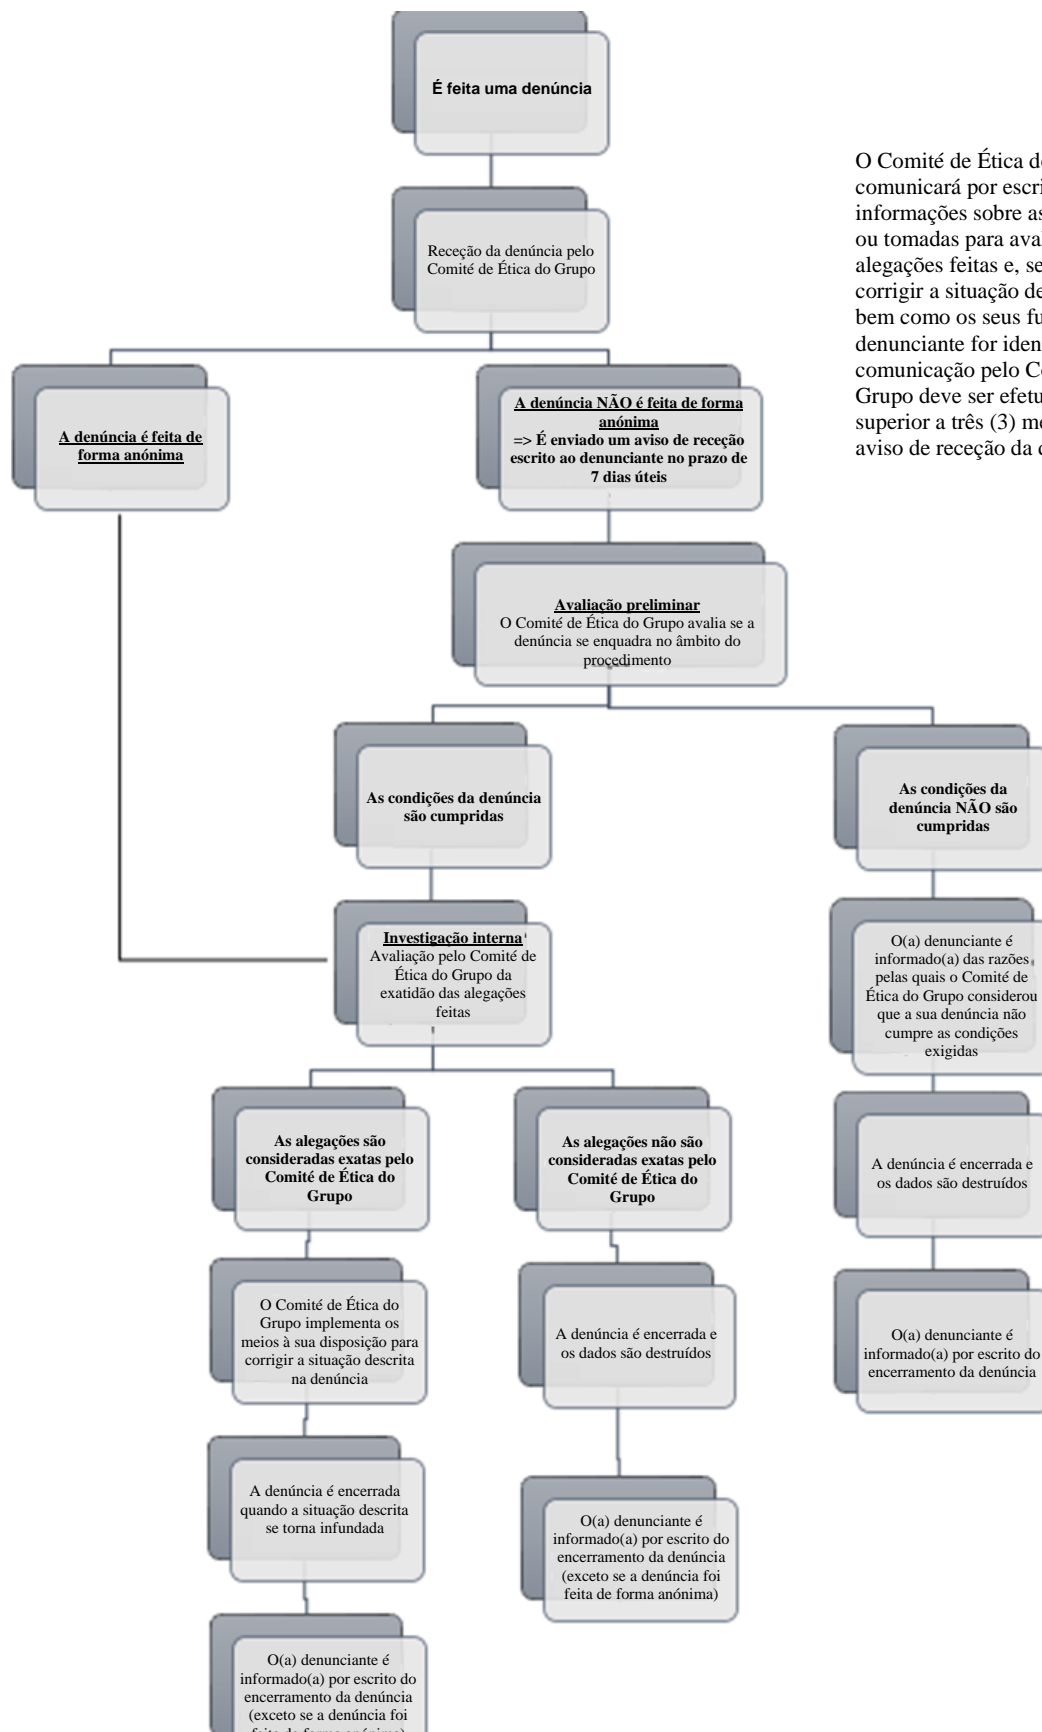 É feita uma denúncia
Receção da denúncia pelo
Comité de Ética do Grupo
O Comité de Ética do
comunicará por
informações sobre
ou tomadas para
alegações feitas e,
corrigir a situação
bem como os seus
denunciante for
comunicação pelo
Grupo deve ser
superior a três (3)
aviso de receção da
A denúncia é feita de
forma anónima
A denúncia NÃO é feita de forma
anónima
=> É enviado um aviso de receção
escrito ao denunciante no prazo de
7 dias úteis
Avaliação preliminar
O Comité de Ética do Grupo avalia se a
denúncia se enquadra no âmbito do
procedimento
As condições da denúncia
são cumpridas
As condições da
denúncia NÃO são
cumpridas
Investigação interna
Avaliação pelo Comité de
Ética do Grupo da
exatidão das alegações
feitas
O(a) denunciante é
informado(a) das razões
pelas quais o Comité de
Ética do Grupo considerou
que a sua denúncia não
cumpre as condições
exigidas
As alegações são
consideradas exatas pelo
Comité de Ética do
Grupo
As alegações não são
consideradas exatas pelo
Comité de Ética do
Grupo
A denúncia é encerrada e
os dados são destruídos
O Comité de Ética do
Grupo implementa os
meios à sua disposição para
corrigir a situação descrita
na denúncia
A denúncia é encerrada e
os dados são destruídos
O(a) denunciante é
informado(a) por escrito do
encerramento da denúncia
A denúncia é encerrada
quando a situação descrita
se torna infundada
O(a) denunciante é
informado(a) por escrito do
encerramento da denúncia
(exceto se a denúncia foi
feita de forma anónima)
O(a) denunciante é
informado(a) por escrito do
encerramento da denúncia
(exceto se a denúncia foi
feita de forma anónima)